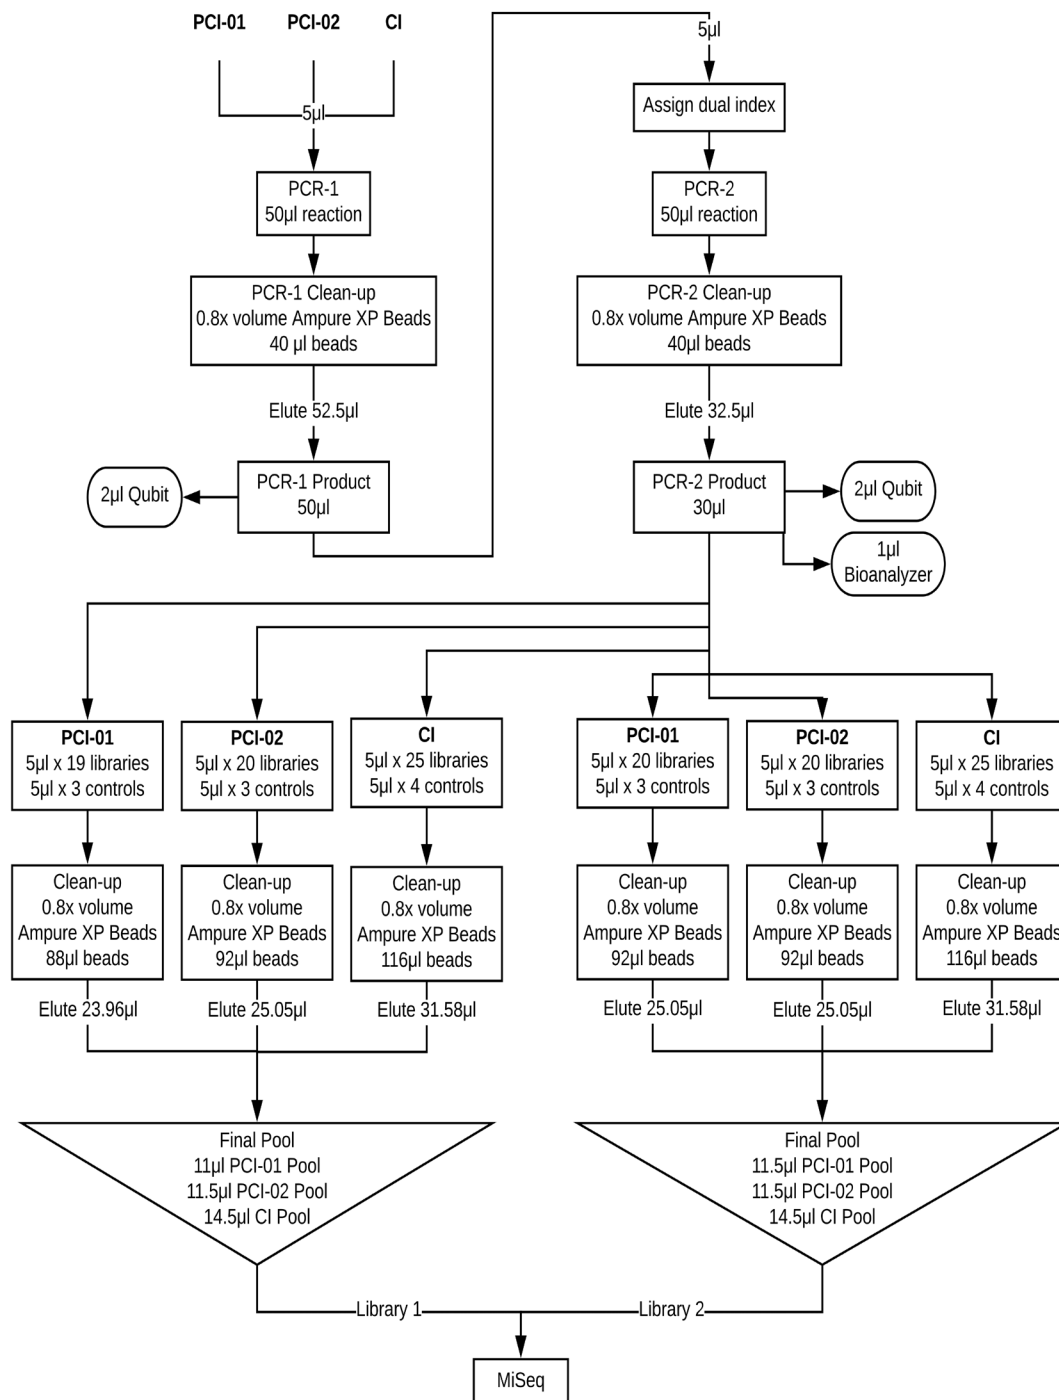 PCI-01
PCI-02
CI
5µl
PCR-1
50µl reaction
PCR-1 Clean-up
0.8x volume Ampure XP Beads
40 µl beads
Elute 52.5µl
PCR-1 Product
50µl
2µl Qubit
5µl
Assign dual index
PCR-2
50µl reaction
PCR-2 Clean-up
0.8x volume Ampure XP Beads
40µl beads
Elute 32.5µl
PCR-2 Product
30µl
2µl Qubit
1µl
Bioanalyzer
PCI-01
5µl x 19 libraries
5µl x 3 controls
PCI-02
5µl x 20 libraries
5µl x 3 controls
CI
5µl x 25 libraries
5µl x 4 controls
PCI-01
5µl x 20 libraries
5µl x 3 controls
PCI-02
5µl x 20 libraries
5µl x 3 controls
CI
5µl x 25 libraries
5µl x 4 controls
Clean-up
0.8x volume
Ampure XP Beads
88µl beads
Clean-up
0.8x volume
Ampure XP Beads
92µl beads
Clean-up
0.8x volume
Ampure XP Beads
116µl beads
Clean-up
0.8x volume
Ampure XP Beads
92µl beads
Clean-up
0.8x volume
Ampure XP Beads
92µl beads
Clean-up
0.8x volume
Ampure XP Beads
116µl beads
Elute 23.96µl
Elute 25.05µl
Elute 31.58µl
Elute 25.05µl
Elute 25.05µl
Elute 31.58µl
Final Pool
11µl PCI-01 Pool
11.5µl PCI-02 Pool
14.5µl CI Pool
Final Pool
11.5µl PCI-01 Pool
11.5µl PCI-02 Pool
14.5µl CI Pool
Library 1
Library 2
MiSeq